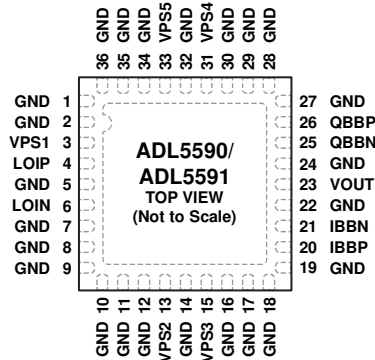 36 GND
35 GND
34 GND
33 VPS5
32 GND
31 VPS4
30 GND
29 GND
28 GND
GND 1
GND 2
VPS1 3
LOIP 4
GND 5
LOIN 6
GND 7
GND 8
GND 9
ADL5590/
ADL5591
TOP VIEW
(Not to Scale)
27 GND
26 QBBP
25 QBBN
24 GND
23 VOUT
22 GND
21 IBBN
20 IBBP
19 GND
GND 10
GND 11
GND 12
VPS2 13
GND 14
VPS3 15
GND 16
GND 17
GND 18